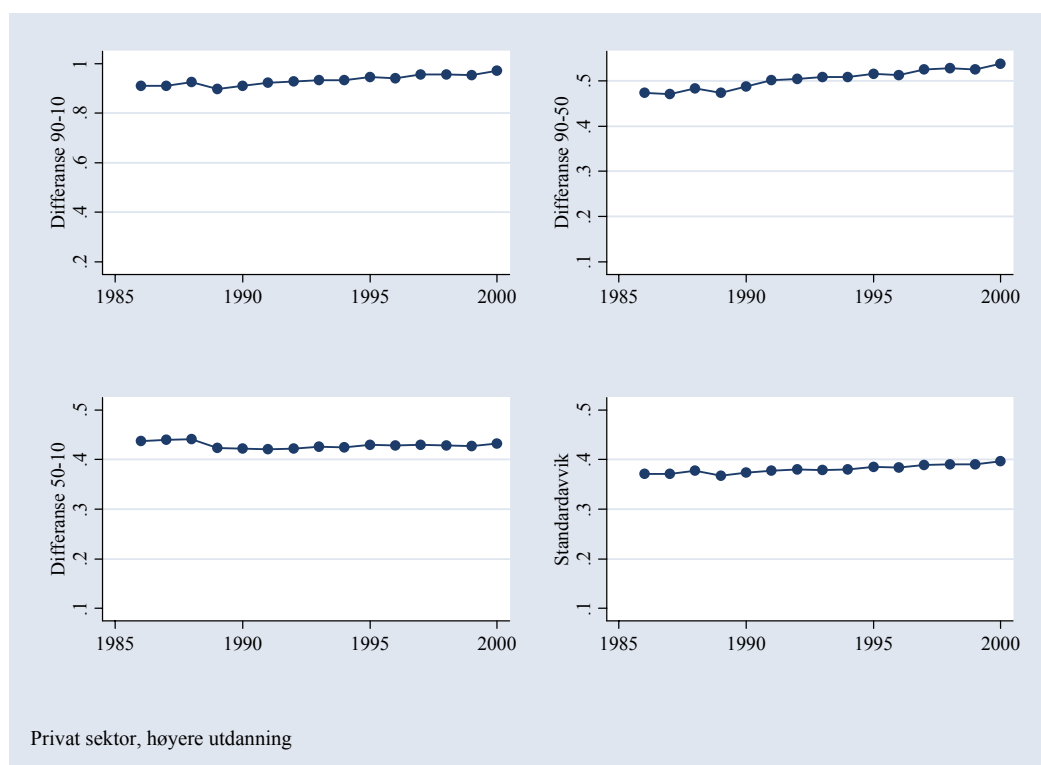 Differanse 90-10
.2 .4 .6 .8 1
1985 1990 1995 2000
Differanse 90-50
.1 .2 .3 .4 .5
1985 1990 1995 2000
Differanse 50-10
.1 .2 .3 .4 .5
1985 1990 1995 2000
Standardavvik
.1 .2 .3 .4 .5
1985 1990 1995 2000
Privat sektor, høyere utdanning